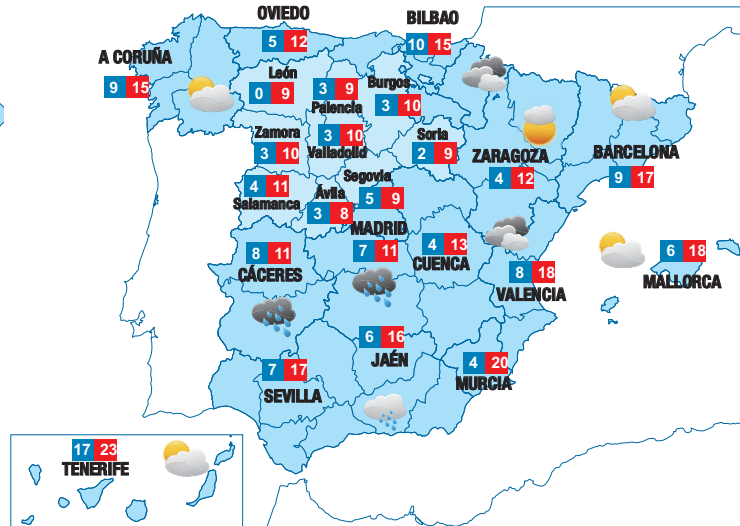 OVIEDO
5 12
BILBAO
10 15
A CORUÑA
9 15
León
0 9
3 9
Palencia
Burgos
3 10
Zamora
3 10
3 10
Valladolid
Soria
2 9
ZARAGOZA
4 12
BARCELONA
9 17
4 11
Salamanca
Ávila
3 8
Segovia
5 9
MADRID
7 11
4 13
CUENCA
8 11
CÁCERES
8 18
VALENCIA
6 18
MALLORCA
6 16
JAÉN
7 17
SEVILLA
4 20
MURCIA
17 23
TENERIFE